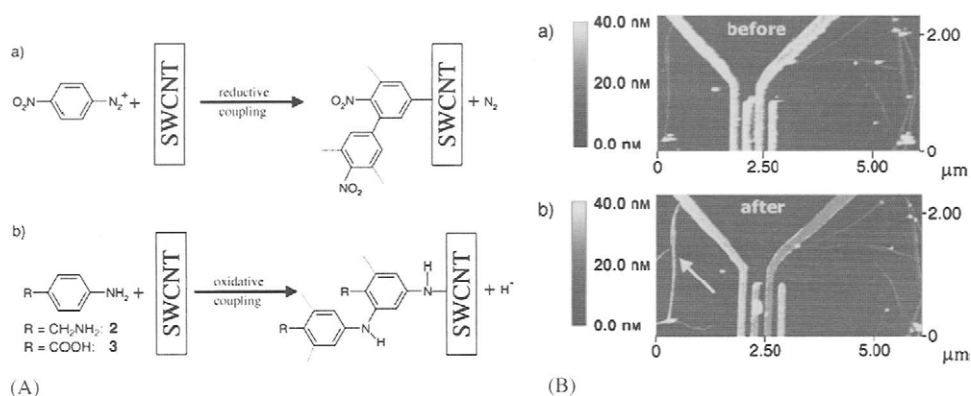 a)
NO₂
N₂⁺
+
SWCNT
reductive
coupling
NO₂
NO₂
SWCNT
+ N₂
b)
R
NH₂
+
SWCNT
oxidative
coupling
H
N
R
N
H
R
SWCNT
+ H⁺
R = CH₂NH₂: 2
R = COOH: 3
(A)
a)
40.0 nM
20.0 nM
0.0 nM
before
2.00
0
0
2.50
5.00
μm
b)
40.0 nM
20.0 nM
0.0 nM
after
2.00
0
0
2.50
5.00
μm
(B)